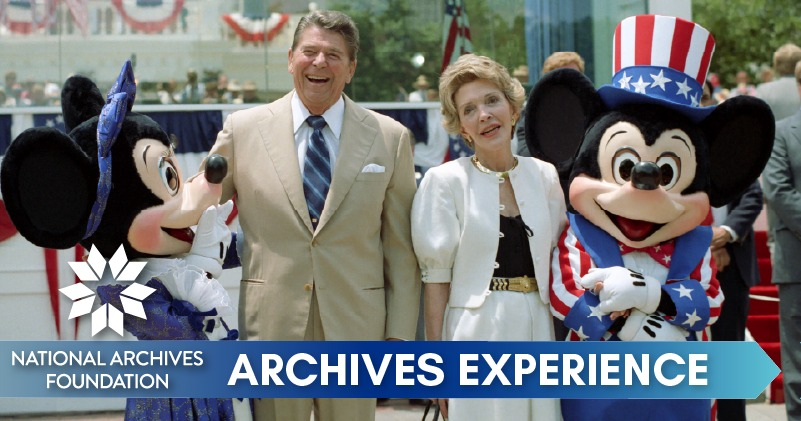 NATIONAL ARCHIVES
FOUNDATION
ARCHIVES EXPERIENCE